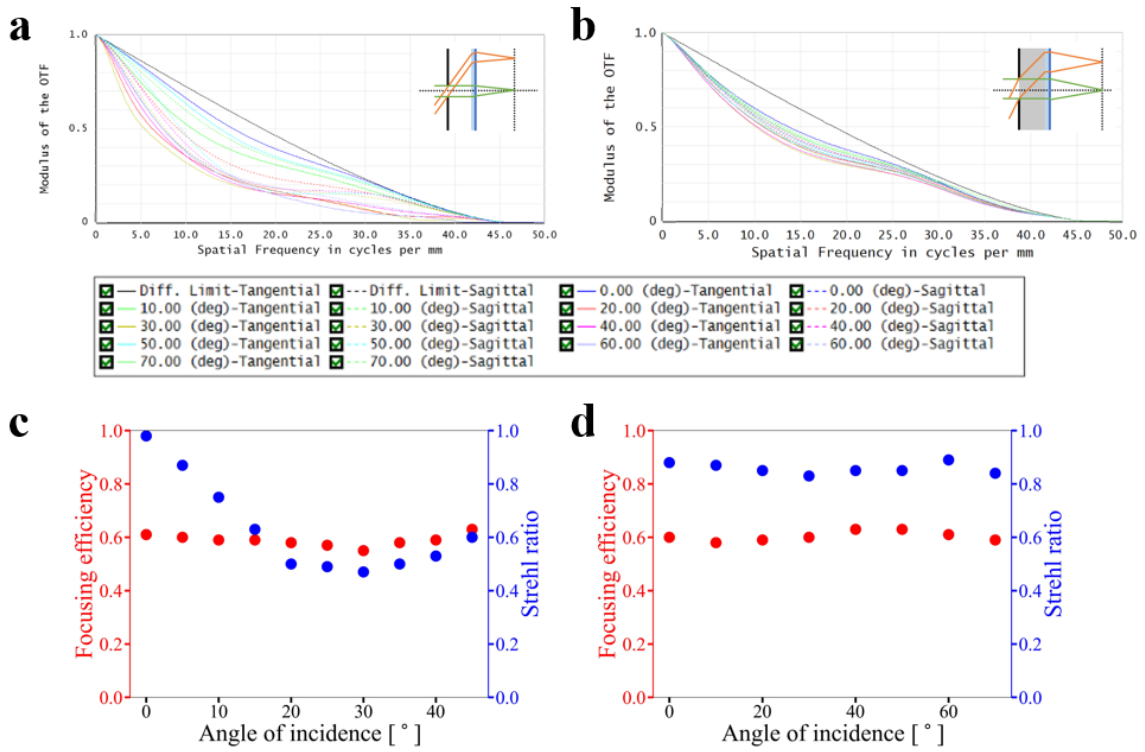 a
b
1.0
0.5
0
Modulus of the OTF
0 5.0 10.0 15.0 20.0 25.0 30.0 35.0 40.0 45.0 50.0
Spatial Frequency in cycles per mm
1.0
0.5
0
Modulus of the OTF
0 5.0 10.0 15.0 20.0 25.0 30.0 35.0 40.0 45.0 50.0
Spatial Frequency in cycles per mm
Diff. Limit-Tangential Diff. Limit-Sagittal 0.00 (deg)-Tangential 0.00 (deg)-Sagittal
10.00 (deg)-Tangential 10.00 (deg)-Sagittal 20.00 (deg)-Tangential 20.00 (deg)-Sagittal
30.00 (deg)-Tangential 30.00 (deg)-Sagittal 40.00 (deg)-Tangential 40.00 (deg)-Sagittal
50.00 (deg)-Tangential 50.00 (deg)-Sagittal 60.00 (deg)-Tangential 60.00 (deg)-Sagittal
70.00 (deg)-Tangential 70.00 (deg)-Sagittal
c
d
1.0
0.8
0.6
0.4
0.2
0.0
Focusing efficiency
1.0
0.8
0.6
0.4
0.2
0.0
Strehl ratio
0 10 20 30 40
Angle of incidence [ ° ]
1.0
0.8
0.6
0.4
0.2
0.0
Focusing efficiency
1.0
0.8
0.6
0.4
0.2
0.0
Strehl ratio
0 20 40 60
Angle of incidence [ ° ]